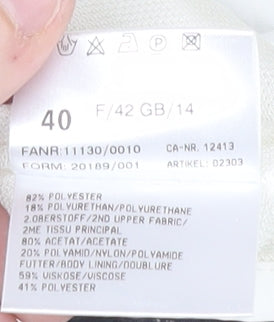 40 F/42 GB/14
FANR:11130/0010 CA-NR. 12413
FORM: 20189/001 ARTIKEL: 02303
82% POLYESTER
18% POLYURETHAN/POLYURETHANE
2.OBERSTOFF/2ND UPPER FABRIC/
2ME TISSU PRINCIPAL
80% ACETAT/ACETATE
20% POLYAMID/NYLON/POLYAMIDE
FUTTER/BODY LINING/DOUBLURE
59% VISKOSE/VISCOSE
41% POLYESTER